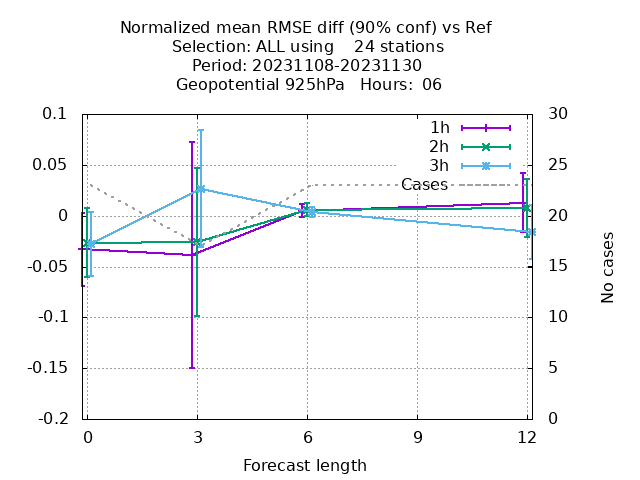 Normalized mean RMSE diff (90% conf) vs Ref
Selection: ALL using    24 stations
Period: 20231108-20231130
Geopotential 925hPa   Hours:  06
0.1
0.05
0
-0.05
-0.1
-0.15
-0.2
30
25
20
15
10
5
0
1h
2h
3h
Cases
No cases
0
3
6
9
12
Forecast length